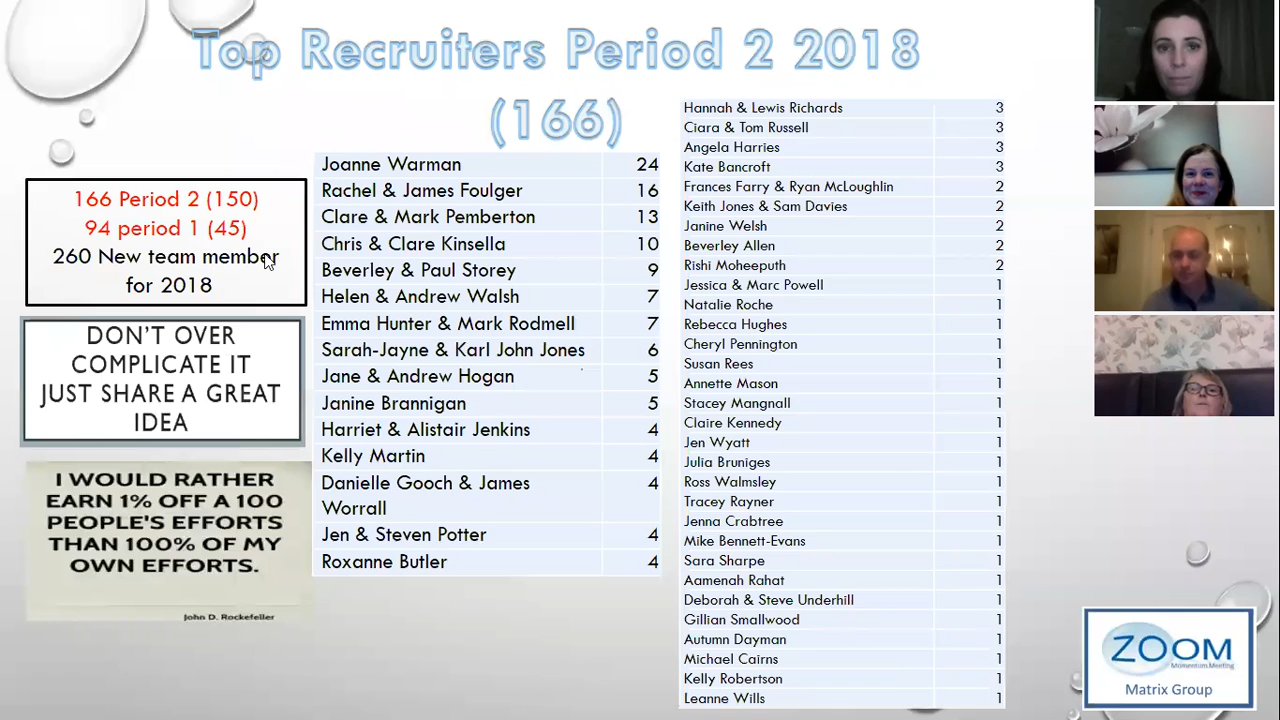 Top Recruiters Period 2 2018
(166)
166 Period 2 (150)
94 period 1 (45)
260 New team member
for 2018
DON'T OVER
COMPLICATE IT
JUST SHARE A GREAT
IDEA
I WOULD RATHER
EARN 1% OFF A 100
PEOPLE'S EFFORTS
THAN 100% OF MY
OWN EFFORTS.
John D. Rockefeller
Joanne Warman 24
Rachel & James Foulger 16
Clare & Mark Pemberton 13
Chris & Clare Kinsella 10
Beverley & Paul Storey 9
Helen & Andrew Walsh 7
Emma Hunter & Mark Rodmell 7
Sarah-Jayne & Karl John Jones 6
Jane & Andrew Hogan 5
Janine Brannigan 5
Harriet & Alistair Jenkins 4
Kelly Martin 4
Danielle Gooch & James 4
Worrall
Jen & Steven Potter 4
Roxanne Butler 4
Hannah & Lewis Richards 3
Ciara & Tom Russell 3
Angela Harries 3
Kate Bancroft 3
Frances Farry & Ryan McLoughlin 2
Keith Jones & Sam Davies 2
Janine Welsh 2
Beverley Allen 2
Rishi Moheeputh 2
Jessica & Marc Powell 1
Natalie Roche 1
Rebecca Hughes 1
Cheryl Pennington 1
Susan Rees 1
Annette Mason 1
Stacey Mangnall 1
Claire Kennedy 1
Jen Wyatt 1
Julia Bruniges 1
Ross Walmsley 1
Tracey Rayner 1
Jenna Crabtree 1
Mike Bennett-Evans 1
Sara Sharpe 1
Aamenah Rahat 1
Deborah & Steve Underhill 1
Gillian Smallwood 1
Autumn Dayman 1
Michael Cairns 1
Kelly Robertson 1
Leanne Wills 1
ZOOM
Momentum Meeting
Matrix Group